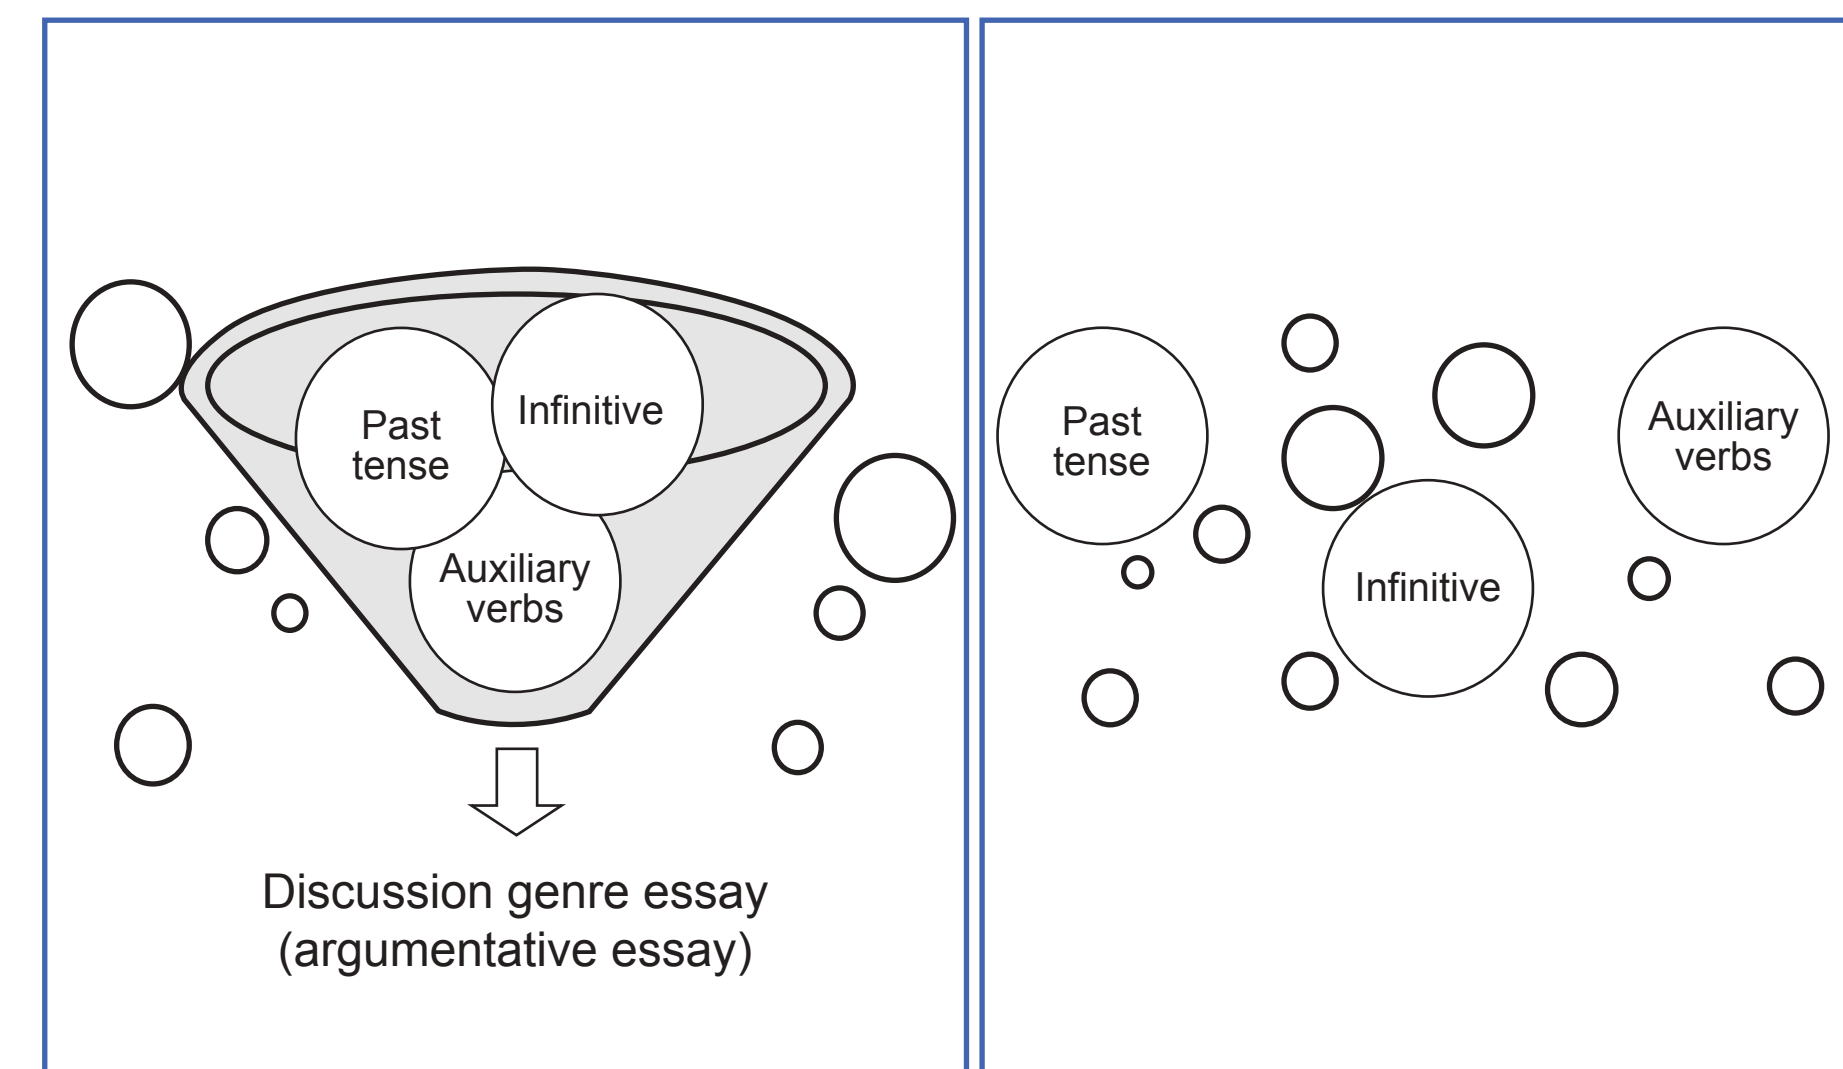 Past
tense
Infinitive
Auxiliary
verbs
Discussion genre essay
(argumentative essay)
Past
tense
Infinitive
Auxiliary
verbs